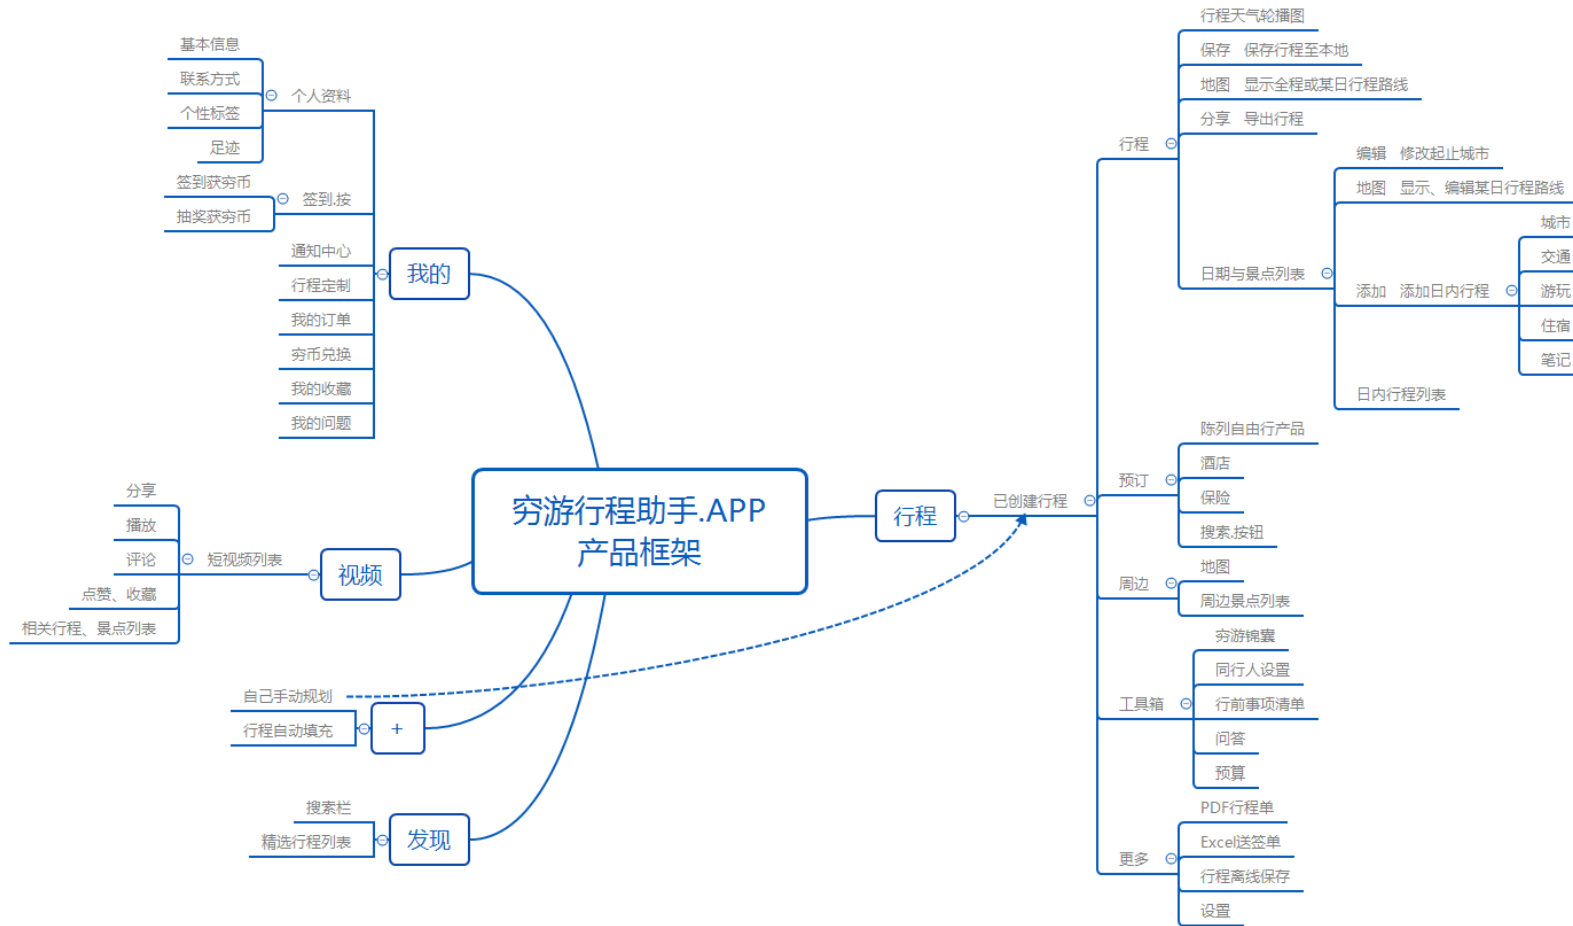 穷游行程助手.APP
产品框架
行程
已创建行程
行程
行程天气轮播图
保存 保存行程至本地
地图 显示全程或某日行程路线
分享 导出行程
日期与景点列表
编辑 修改起止城市
地图 显示、编辑某日行程路线
添加 添加日内行程
城市
交通
游玩
住宿
笔记
日内行程列表
预订
陈列自由行产品
酒店
保险
搜索.按钮
周边
地图
周边景点列表
工具箱
穷游锦囊
同行人设置
行前事项清单
问答
预算
更多
PDF行程单
Excel送签单
行程离线保存
设置
我的
个人资料
基本信息
联系方式
个性标签
足迹
签到.按
签到获穷币
抽奖获穷币
通知中心
行程定制
我的订单
穷币兑换
我的收藏
我的问题
视频
短视频列表
分享
播放
评论
点赞、收藏
相关行程、景点列表
+
自己手动规划
行程自动填充
发现
搜索栏
精选行程列表